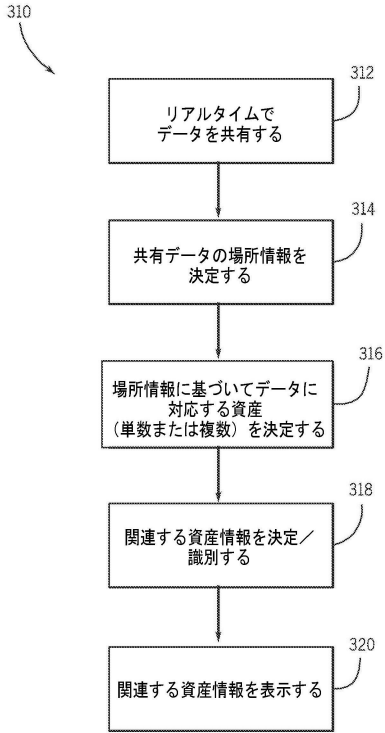 310
312
リアルタイムで
データを共有する
314
共有データの場所情報を
決定する
316
場所情報に基づいてデータに
対応する資産
（単数または複数）を決定する
318
関連する資産情報を決定／
識別する
320
関連する資産情報を表示する